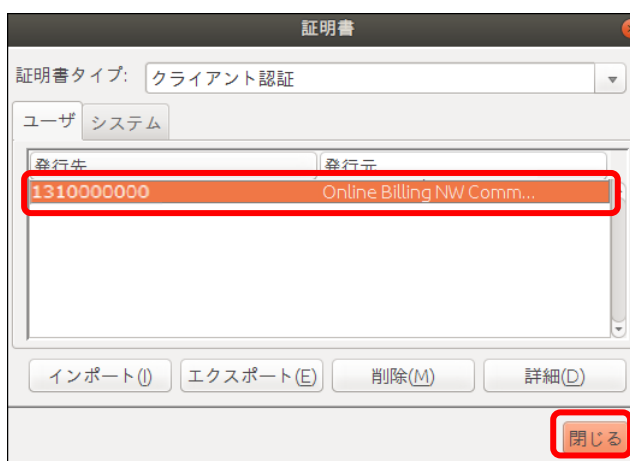 証明書
証明書タイプ: クライアント認証
ユーザ システム
発行先 発行元
1310000000 Online Billing NW Comm...
インポート(I) エクスポート(E) 削除(M) 詳細(D)
閉じる